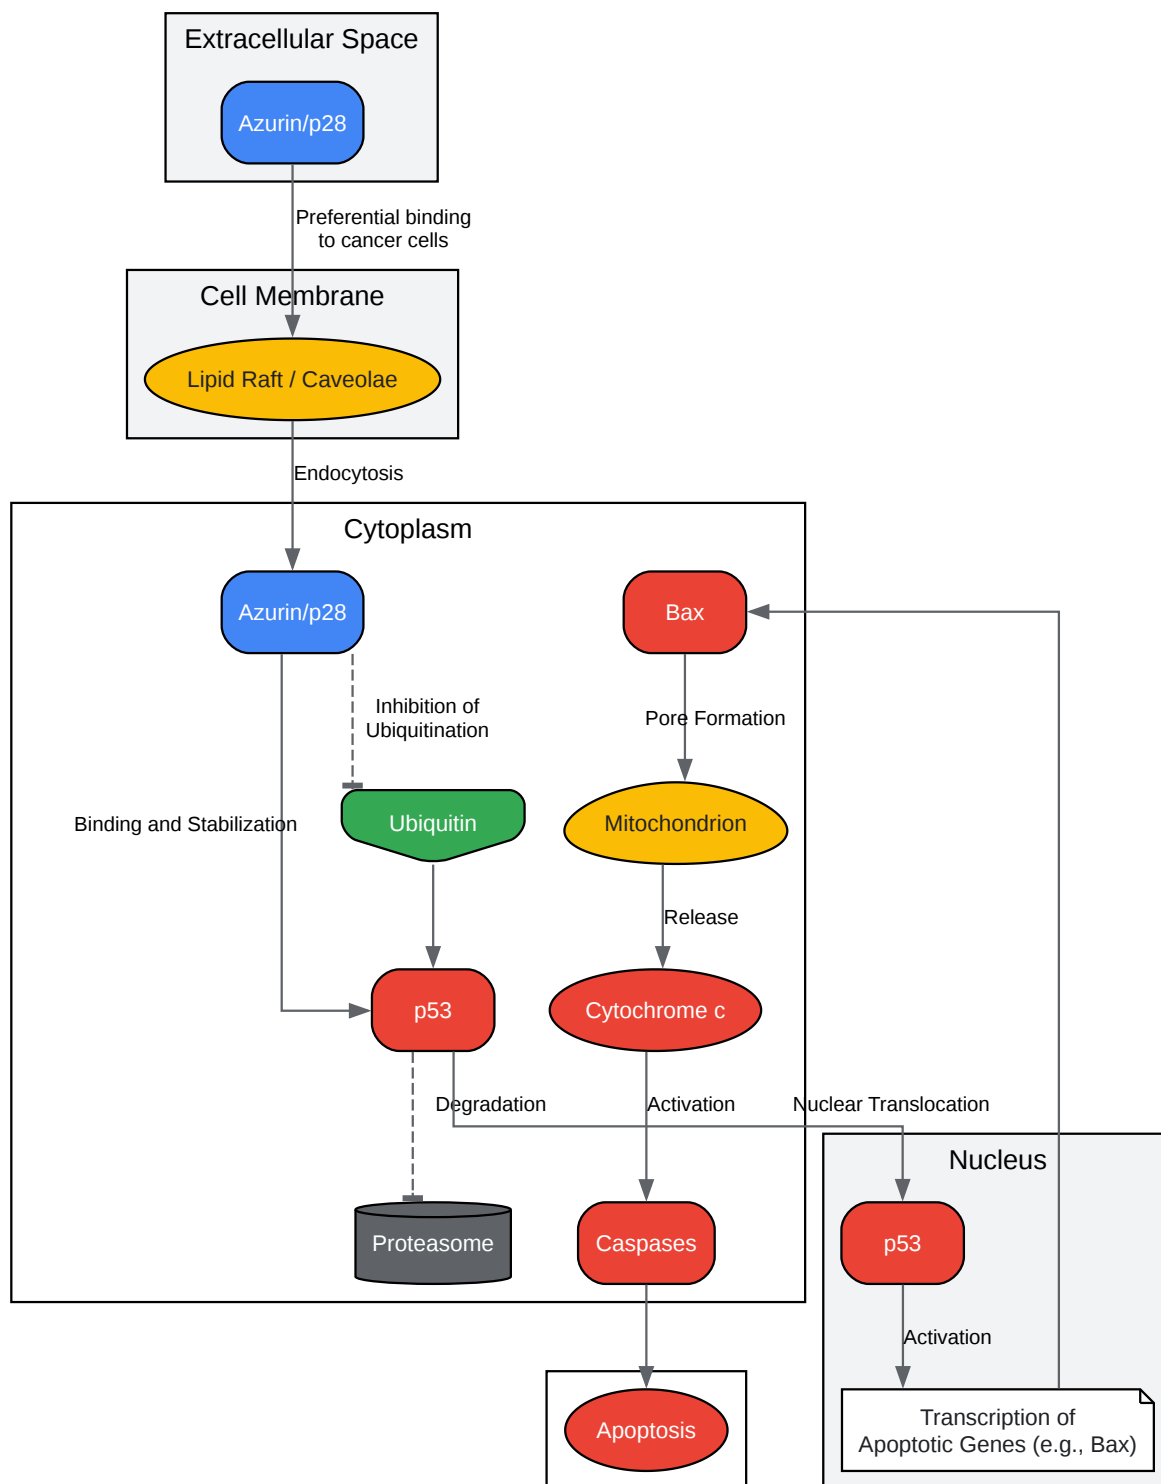 Extracellular Space
Azurin/p28
Preferential binding
to cancer cells
Cell Membrane
Lipid Raft / Caveolae
Endocytosis
Cytoplasm
Azurin/p28
Bax
Inhibition of
Ubiquitination
Pore Formation
Binding and Stabilization
Ubiquitin
Mitochondrion
Release
p53
Cytochrome c
Degradation
Activation
Nuclear Translocation
Nucleus
Proteasome
Caspases
p53
Activation
Transcription of
Apoptotic Genes (e.g., Bax)
Apoptosis